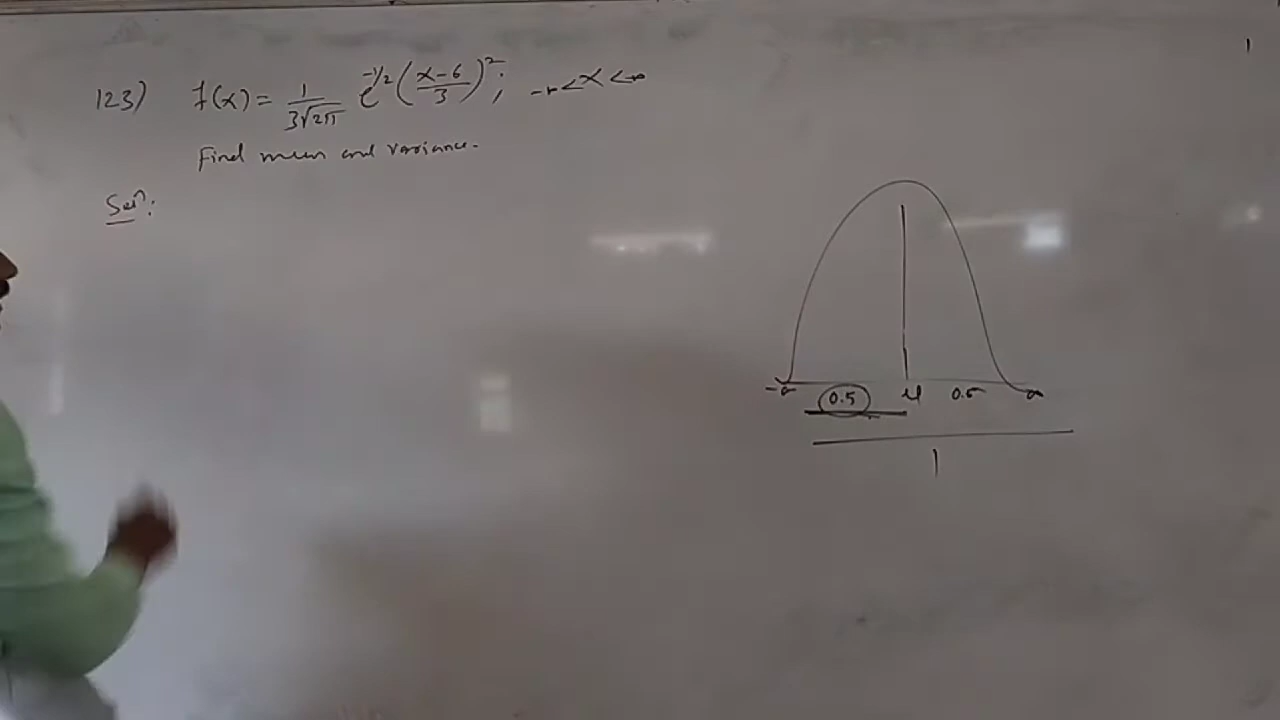 123) f(x) = 1/(3√2π) e^-1/2 ((x-6)/3)²; -∞<x<∞
Find mean and variance.
Solⁿ:
-∞ 0.5 μ 0.5 ∞
1